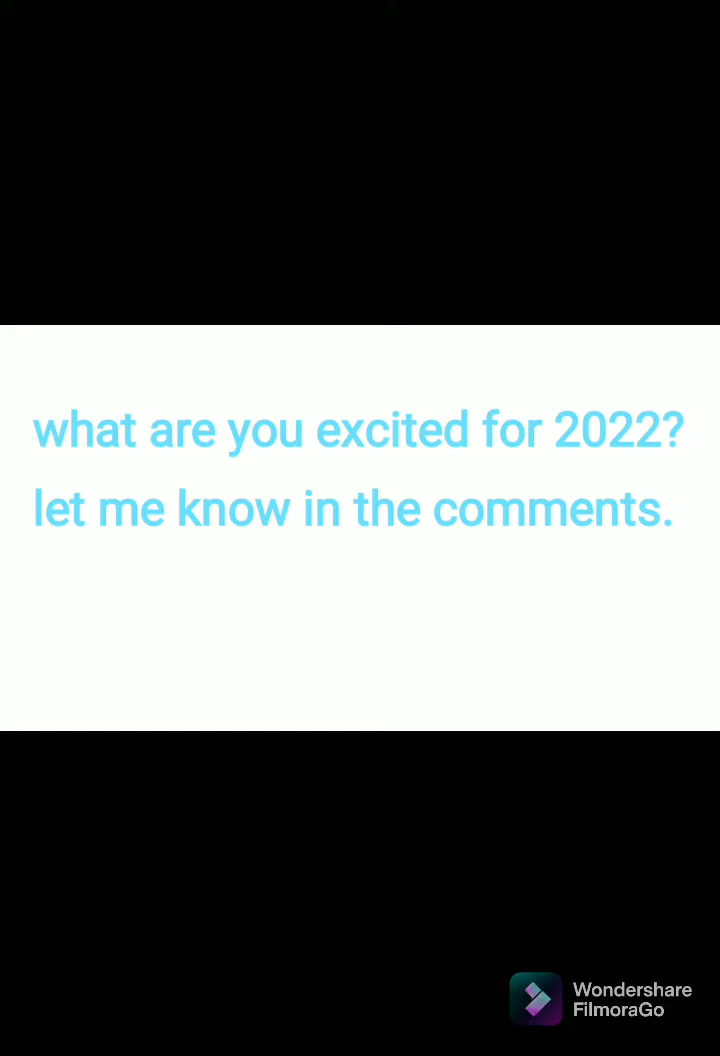 what are you excited for 2022?
let me know in the comments.
Wondershare
FilmoraGo